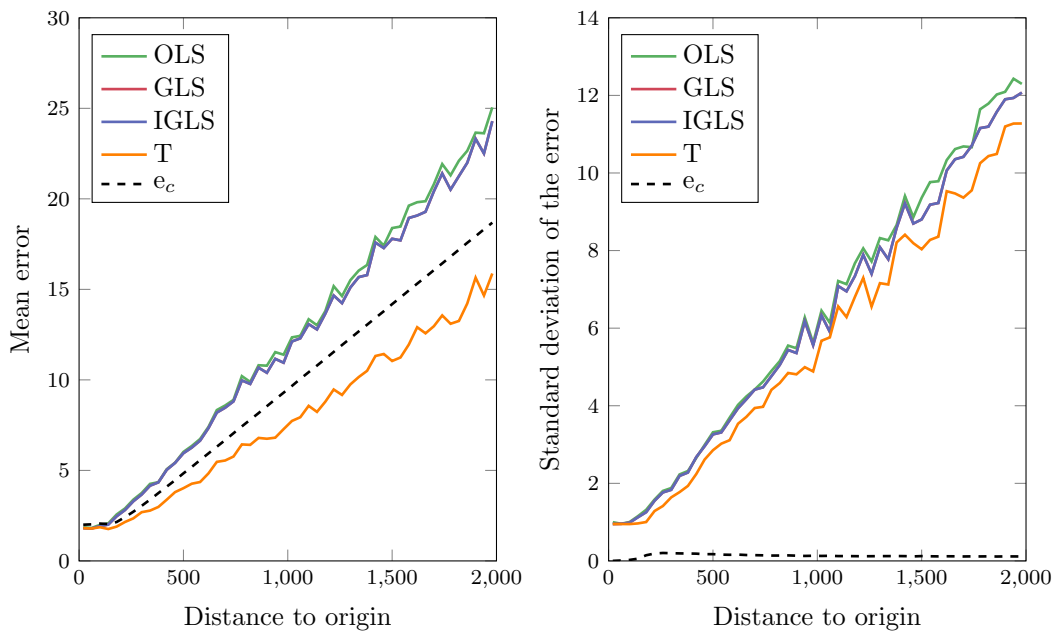 30
25
20
15
10
5
0
0
500
1,000
1,500
2,000
Mean error
Distance to origin
OLS
GLS
IGLS
T
e_c
14
12
10
8
6
4
2
0
0
500
1,000
1,500
2,000
Standard deviation of the error
Distance to origin
OLS
GLS
IGLS
T
e_c